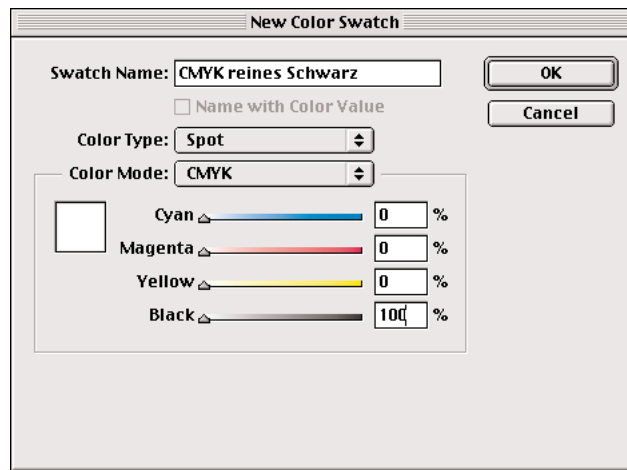 New Color Swatch
Swatch Name: CMYK reines Schwarz
OK
Name with Color Value
Cancel
Color Type: Spot
Color Mode: CMYK
Cyan 0 %
Magenta 0 %
Yellow 0 %
Black 100 %